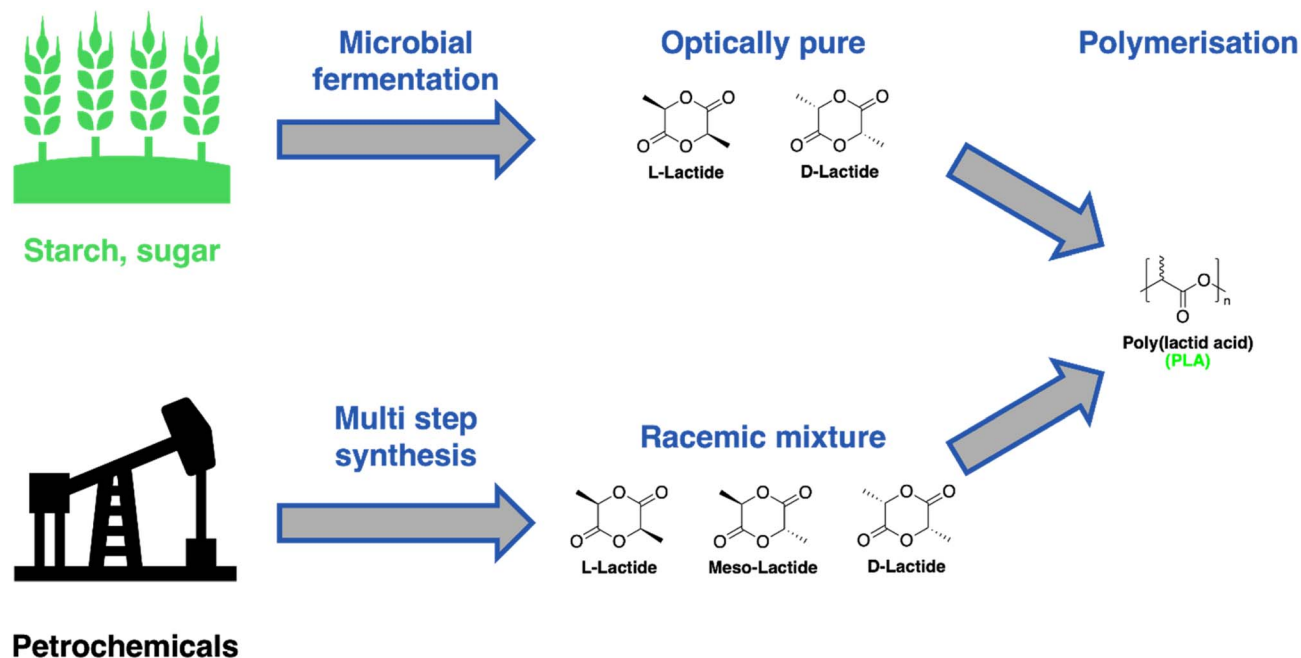 Microbial
fermentation
Optically pure
Polymerisation
O
O
O
O
L-Lactide
O
O
O
O
D-Lactide
Starch, sugar
O
O
n
Poly(lactid acid)
(PLA)
Multi step
synthesis
Racemic mixture
O
O
O
O
L-Lactide
O
O
O
O
Meso-Lactide
O
O
O
O
D-Lactide
Petrochemicals